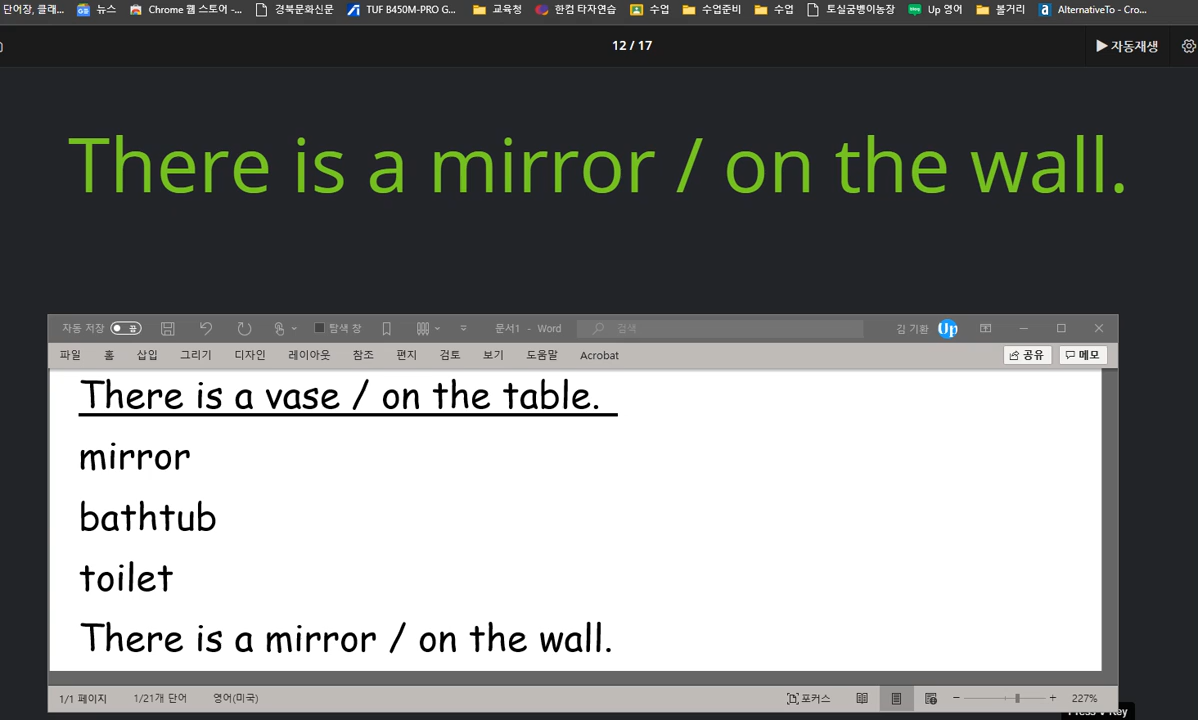 단어장, 클래... 뉴스 Chrome 웹 스토어 -... 경북문화신문 TUF B450M-PRO G... 교육청 한컴 타자연습 수업 수업준비 수업 토실굼벵이농장 Up 영어 볼거리 AlternativeTo - Cro...
12 / 17 자동재생
There is a mirror / on the wall.
자동 저장 끔 탐색 창 문서1 - Word 검색 김 기환 Up
파일 홈 삽입 그리기 디자인 레이아웃 참조 편지 검토 보기 도움말 Acrobat 공유 메모
There is a vase / on the table.
mirror
bathtub
toilet
There is a mirror / on the wall.
1/1 페이지 1/21개 단어 영어(미국) 포커스 227%
Key